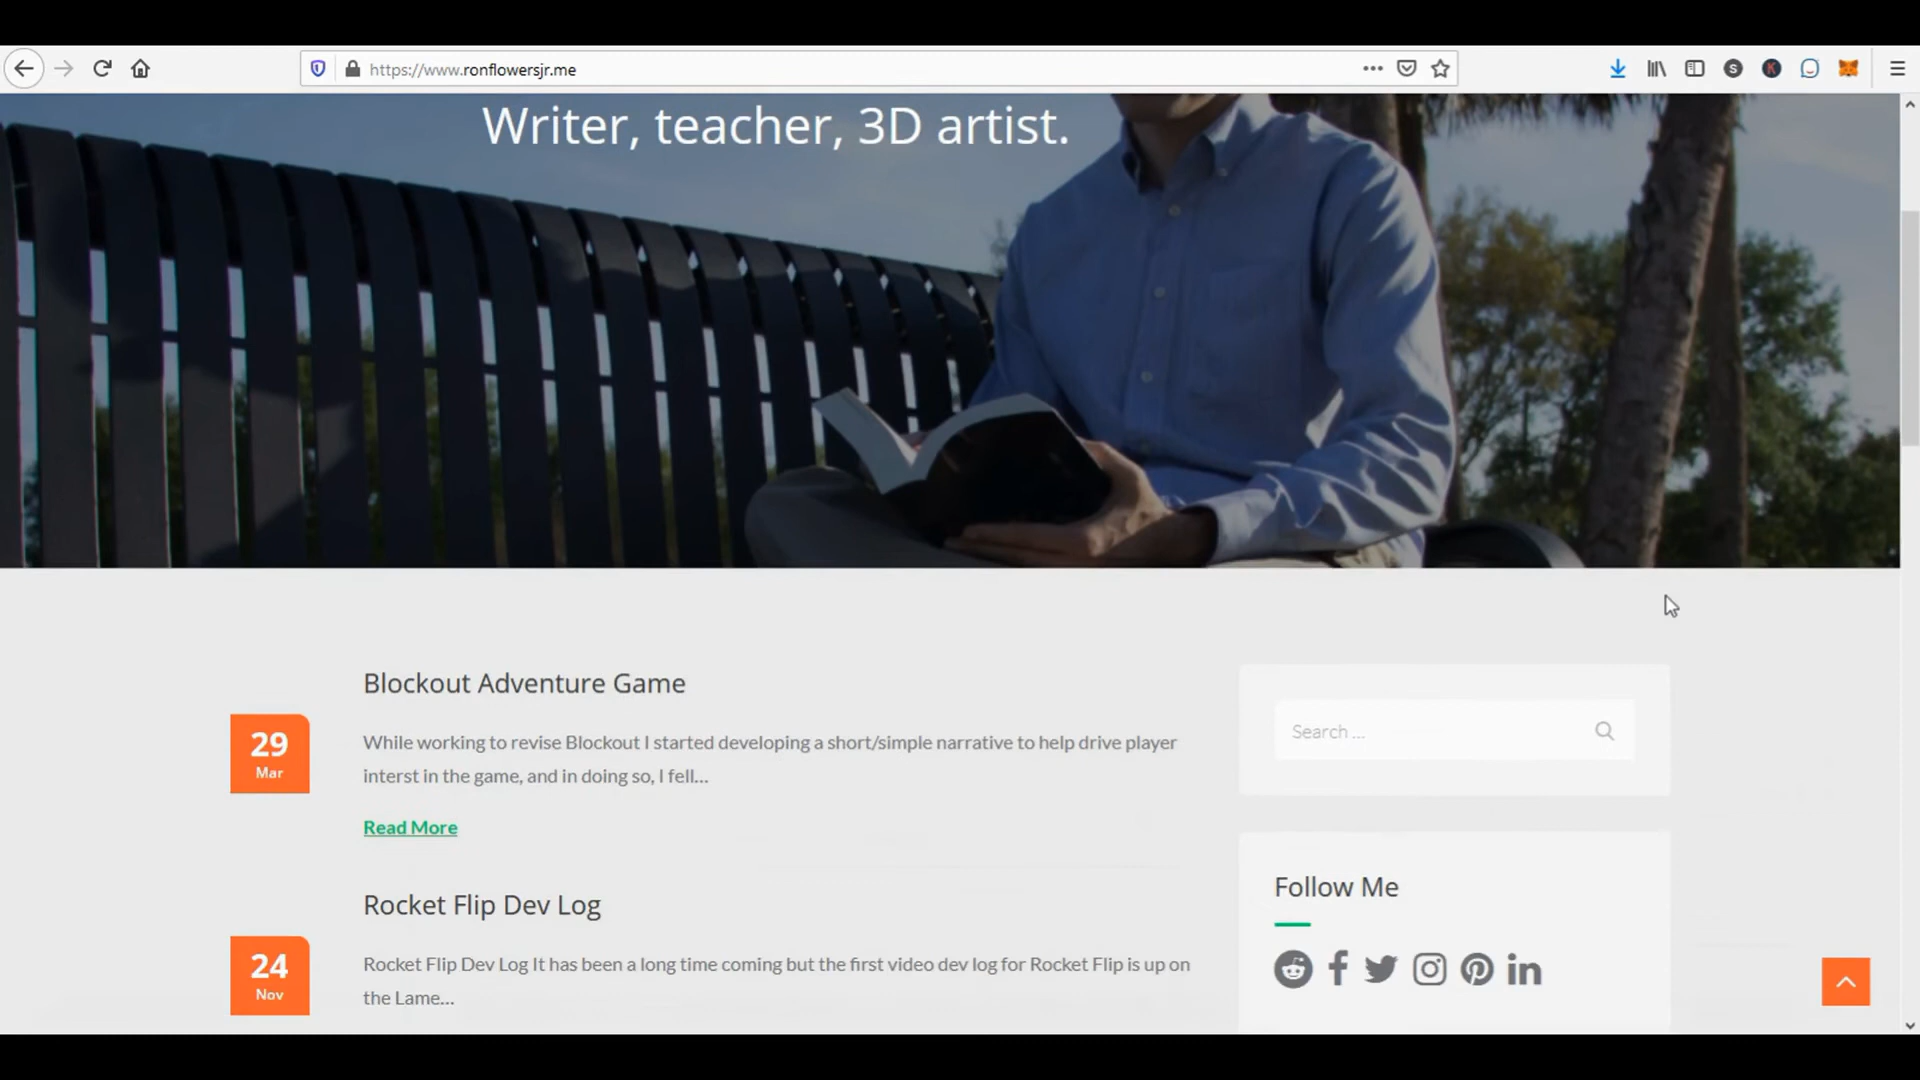 https://www.ronflowersjr.me
Writer, teacher, 3D artist.
Blockout Adventure Game
29
Mar
While working to revise Blockout I started developing a short/simple narrative to help drive player
interst in the game, and in doing so, I fell...
Read More
Search ...
Follow Me
Rocket Flip Dev Log
24
Nov
Rocket Flip Dev Log It has been a long time coming but the first video dev log for Rocket Flip is up on
the Lame...